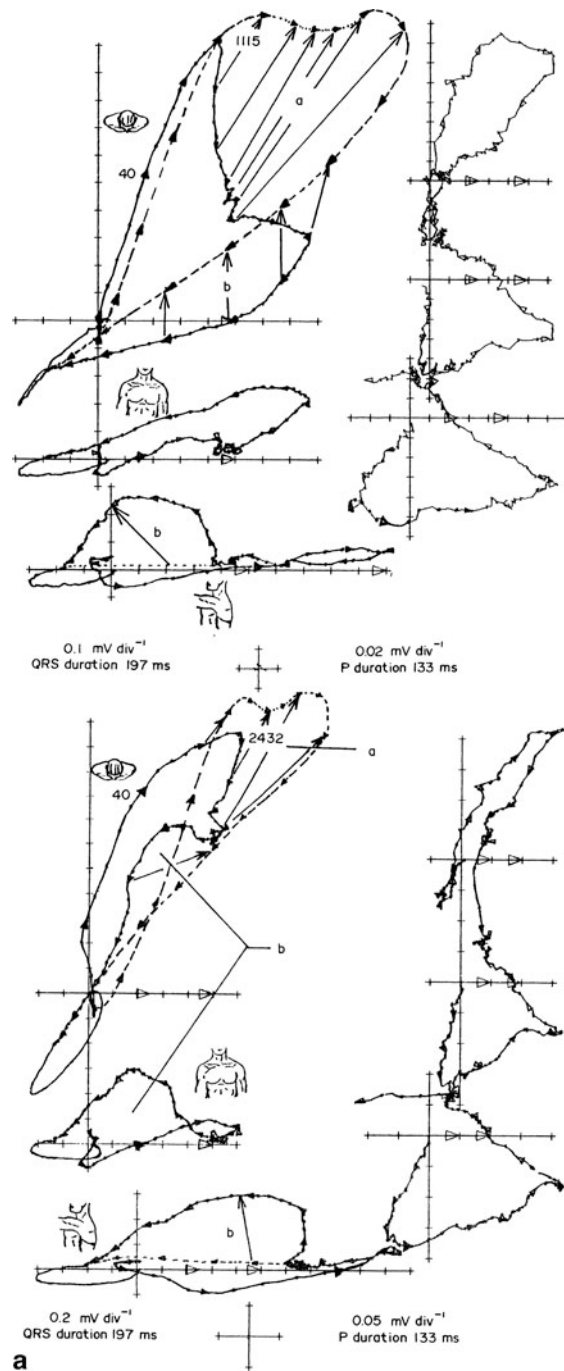 1115
a
40
b
b
0.1 mV div⁻¹
QRS duration 197 ms
0.02 mV div⁻¹
P duration 133 ms
2432
a
40
b
b
0.2 mV div⁻¹
QRS duration 197 ms
0.05 mV div⁻¹
P duration 133 ms
a